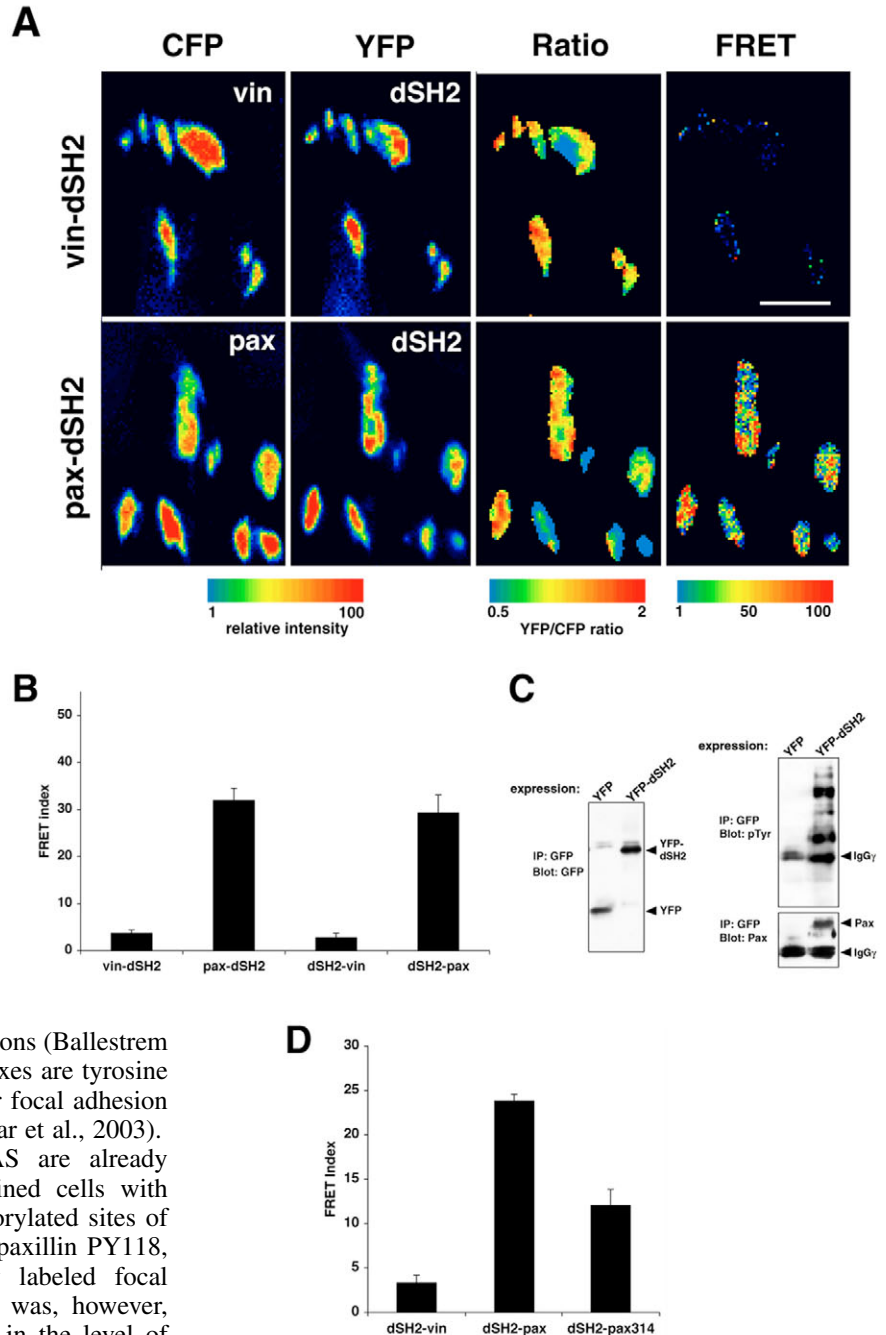 A
CFP YFP Ratio FRET
vin-dSH2
vin dSH2
pax-dSH2
pax dSH2
1 100
relative intensity
0.5 2
YFP/CFP ratio
1 50 100
B
FRET index
50
40
30
20
10
0
vin-dSH2 pax-dSH2 dSH2-vin dSH2-pax
C
expression: YFP YFP-dSH2
IP: GFP
Blot: GFP
YFP-
dSH2
YFP
expression: YFP YFP-dSH2
IP: GFP
Blot: pTyr
IgGγ
IP: GFP
Blot: Pax
Pax
IgGγ
ons (Ballestrem
xes are tyrosine
r focal adhesion
ar et al., 2003).
AS are already
ined cells with
orylated sites of
paxillin PY118,
labeled focal
was, however,
in the level of
D
FRET Index
30
25
20
15
10
5
0
dSH2-vin dSH2-pax dSH2-pax314